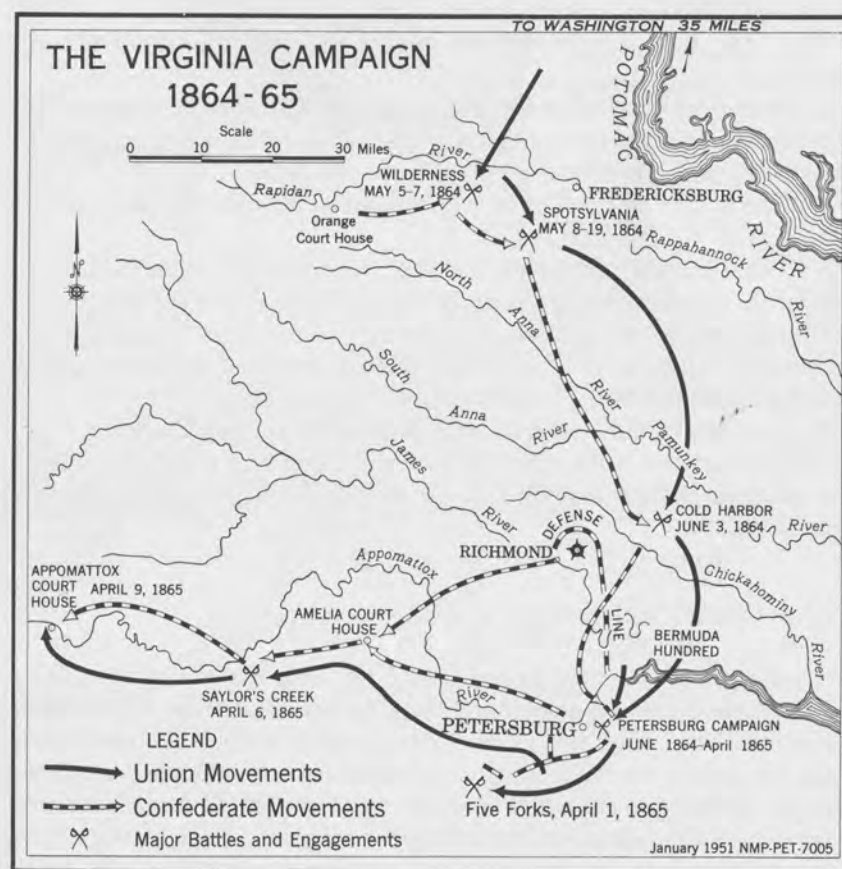 TO WASHINGTON 35 MILES
THE VIRGINIA CAMPAIGN
1864-65
Scale
0 10 20 30 Miles
POTOMAC
RIVER
Rapidan
River
WILDERNESS
MAY 5-7, 1864
FREDERICKSBURG
Orange
Court House
SPOTSYLVANIA
MAY 8-19, 1864
Rappahannock
River
N
North
Anna
River
South
Anna
River
Pamunkey
River
James
River
COLD HARBOR
JUNE 3, 1864
DEFENSE
LINE
RICHMOND
Appomattox
River
Chickahominy
River
APPOMATTOX
COURT
HOUSE
APRIL 9, 1865
AMELIA COURT
HOUSE
BERMUDA
HUNDRED
SAYLOR'S CREEK
APRIL 6, 1865
PETERSBURG
PETERSBURG CAMPAIGN
JUNE 1864-April 1865
LEGEND
Union Movements
Confederate Movements
Major Battles and Engagements
Five Forks, April 1, 1865
January 1951 NMP-PET-7005